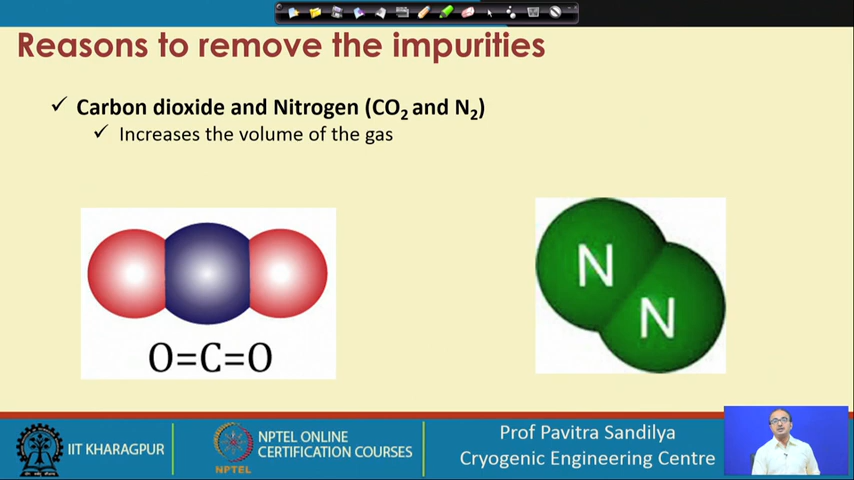 Reasons to remove the impurities
✓ Carbon dioxide and Nitrogen (CO₂ and N₂)
✓ Increases the volume of the gas
O=C=O
N
N
IIT KHARAGPUR
NPTEL
NPTEL ONLINE
CERTIFICATION COURSES
Prof Pavitra Sandilya
Cryogenic Engineering Centre